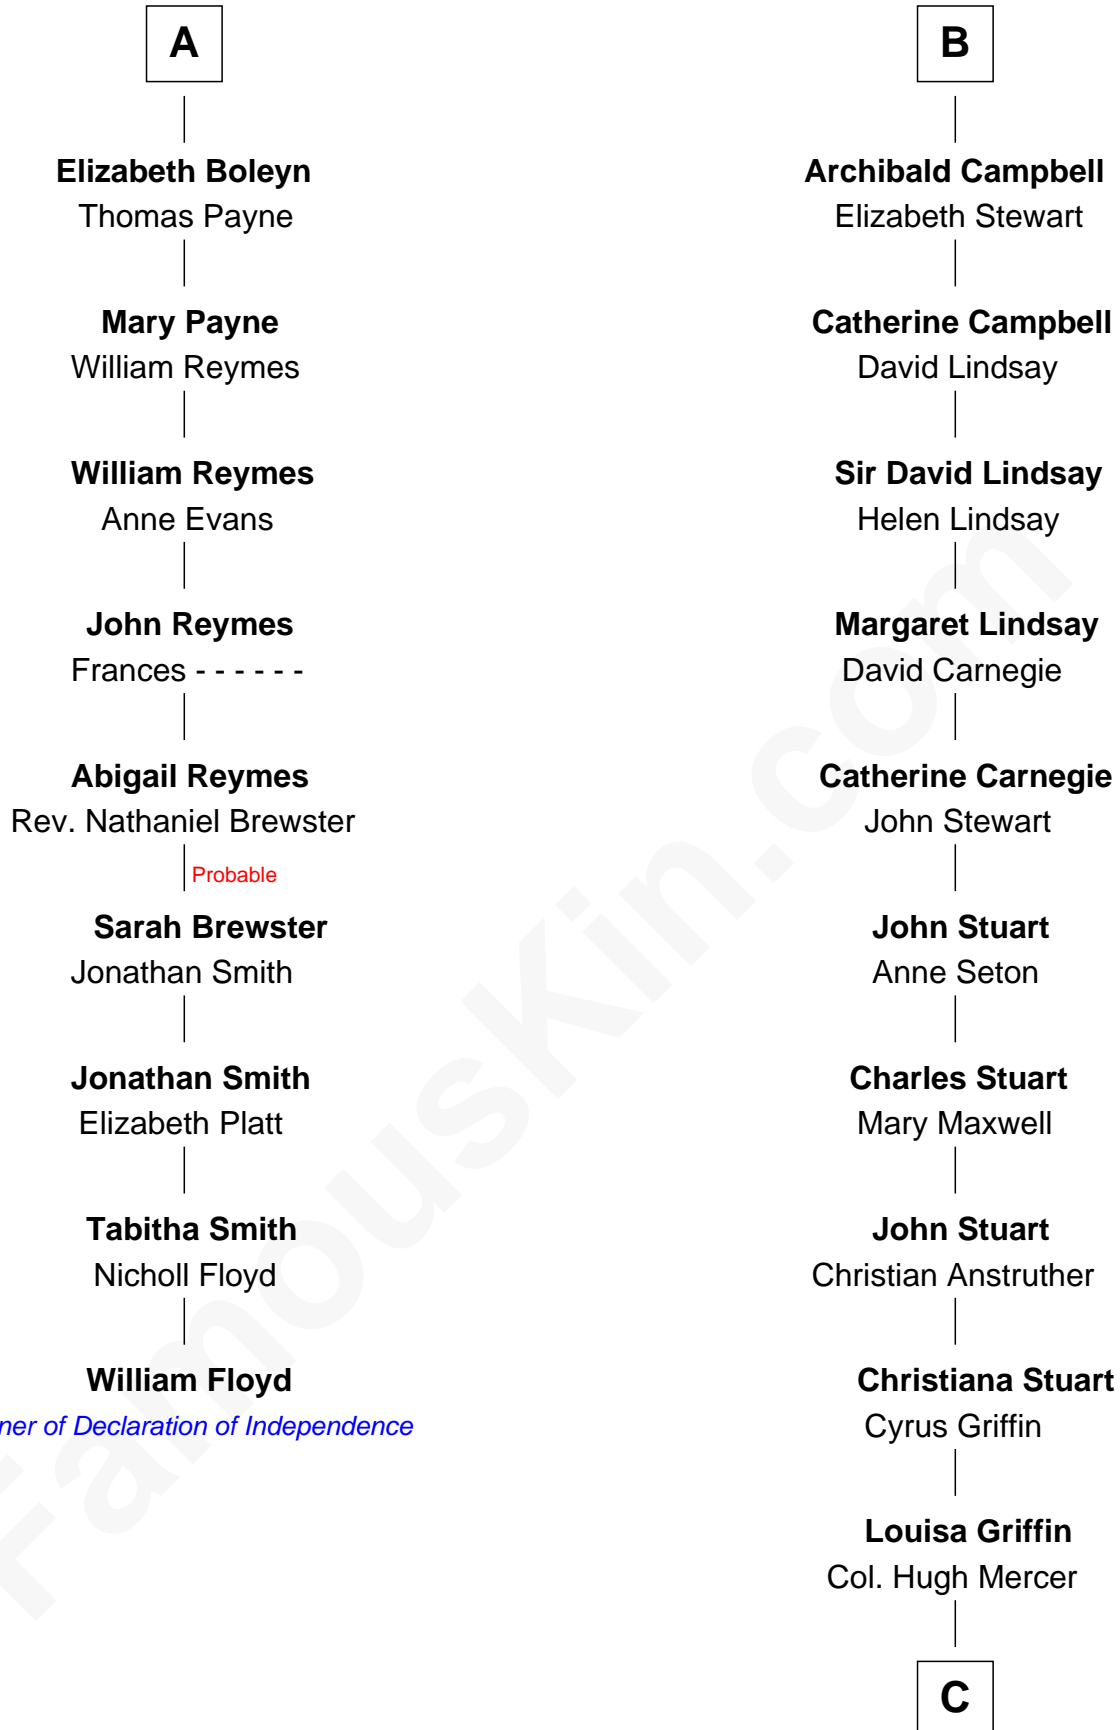 A
Elizabeth Boleyn
Thomas Payne
Mary Payne
William Reymes
William Reymes
Anne Evans
John Reymes
Frances - - - - - -
Abigail Reymes
Rev. Nathaniel Brewster
Probable
Sarah Brewster
Jonathan Smith
Jonathan Smith
Elizabeth Platt
Tabitha Smith
Nicholl Floyd
William Floyd
ner of Declaration of Independence
B
Archibald Campbell
Elizabeth Stewart
Catherine Campbell
David Lindsay
Sir David Lindsay
Helen Lindsay
Margaret Lindsay
David Carnegie
Catherine Carnegie
John Stewart
John Stuart
Anne Seton
Charles Stuart
Mary Maxwell
John Stuart
Christian Anstruther
Christiana Stuart
Cyrus Griffin
Louisa Griffin
Col. Hugh Mercer
C
FamousKin.com